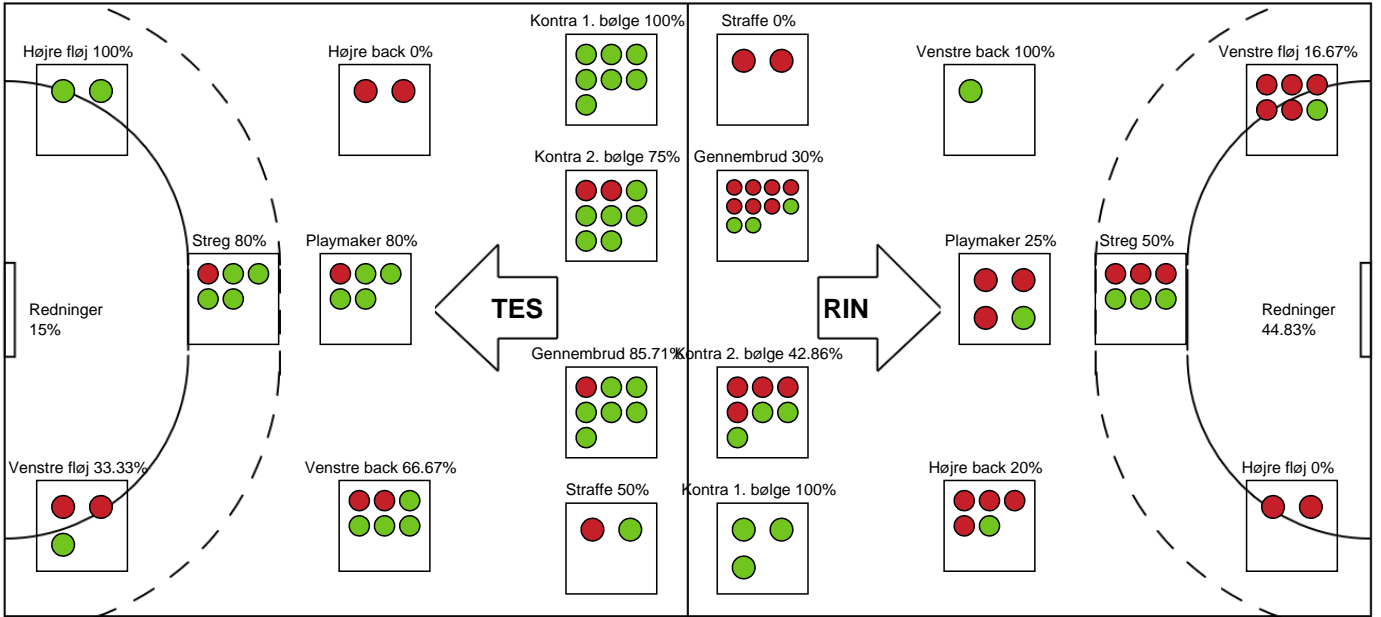 Kontra 1. bølge 100%
Straffe 0%
Højre fløj 100%
Højre back 0%
Venstre back 100%
Venstre fløj 16.67%
Kontra 2. bølge 75%
Gennembrud 30%
Streg 80%
Playmaker 80%
Playmaker 25%
Streg 50%
Redninger
15%
TES
RIN
Redninger
44.83%
Gennembrud 85.71%
Kontra 2. bølge 42.86%
Venstre fløj 33.33%
Venstre back 66.67%
Straffe 50%
Kontra 1. bølge 100%
Højre back 20%
Højre fløj 0%